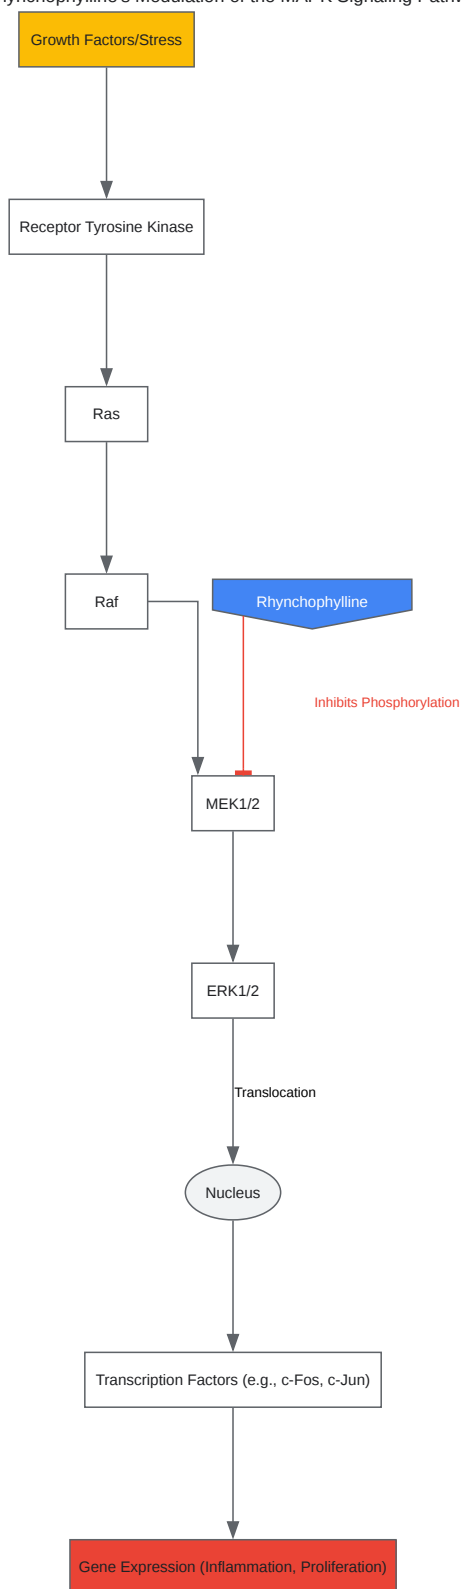 Growth Factors/Stress
Receptor Tyrosine Kinase
Ras
Raf
Rhynchophylline
Inhibits Phosphorylation
MEK1/2
ERK1/2
Translocation
Nucleus
Transcription Factors (e.g., c-Fos, c-Jun)
Gene Expression (Inflammation, Proliferation)